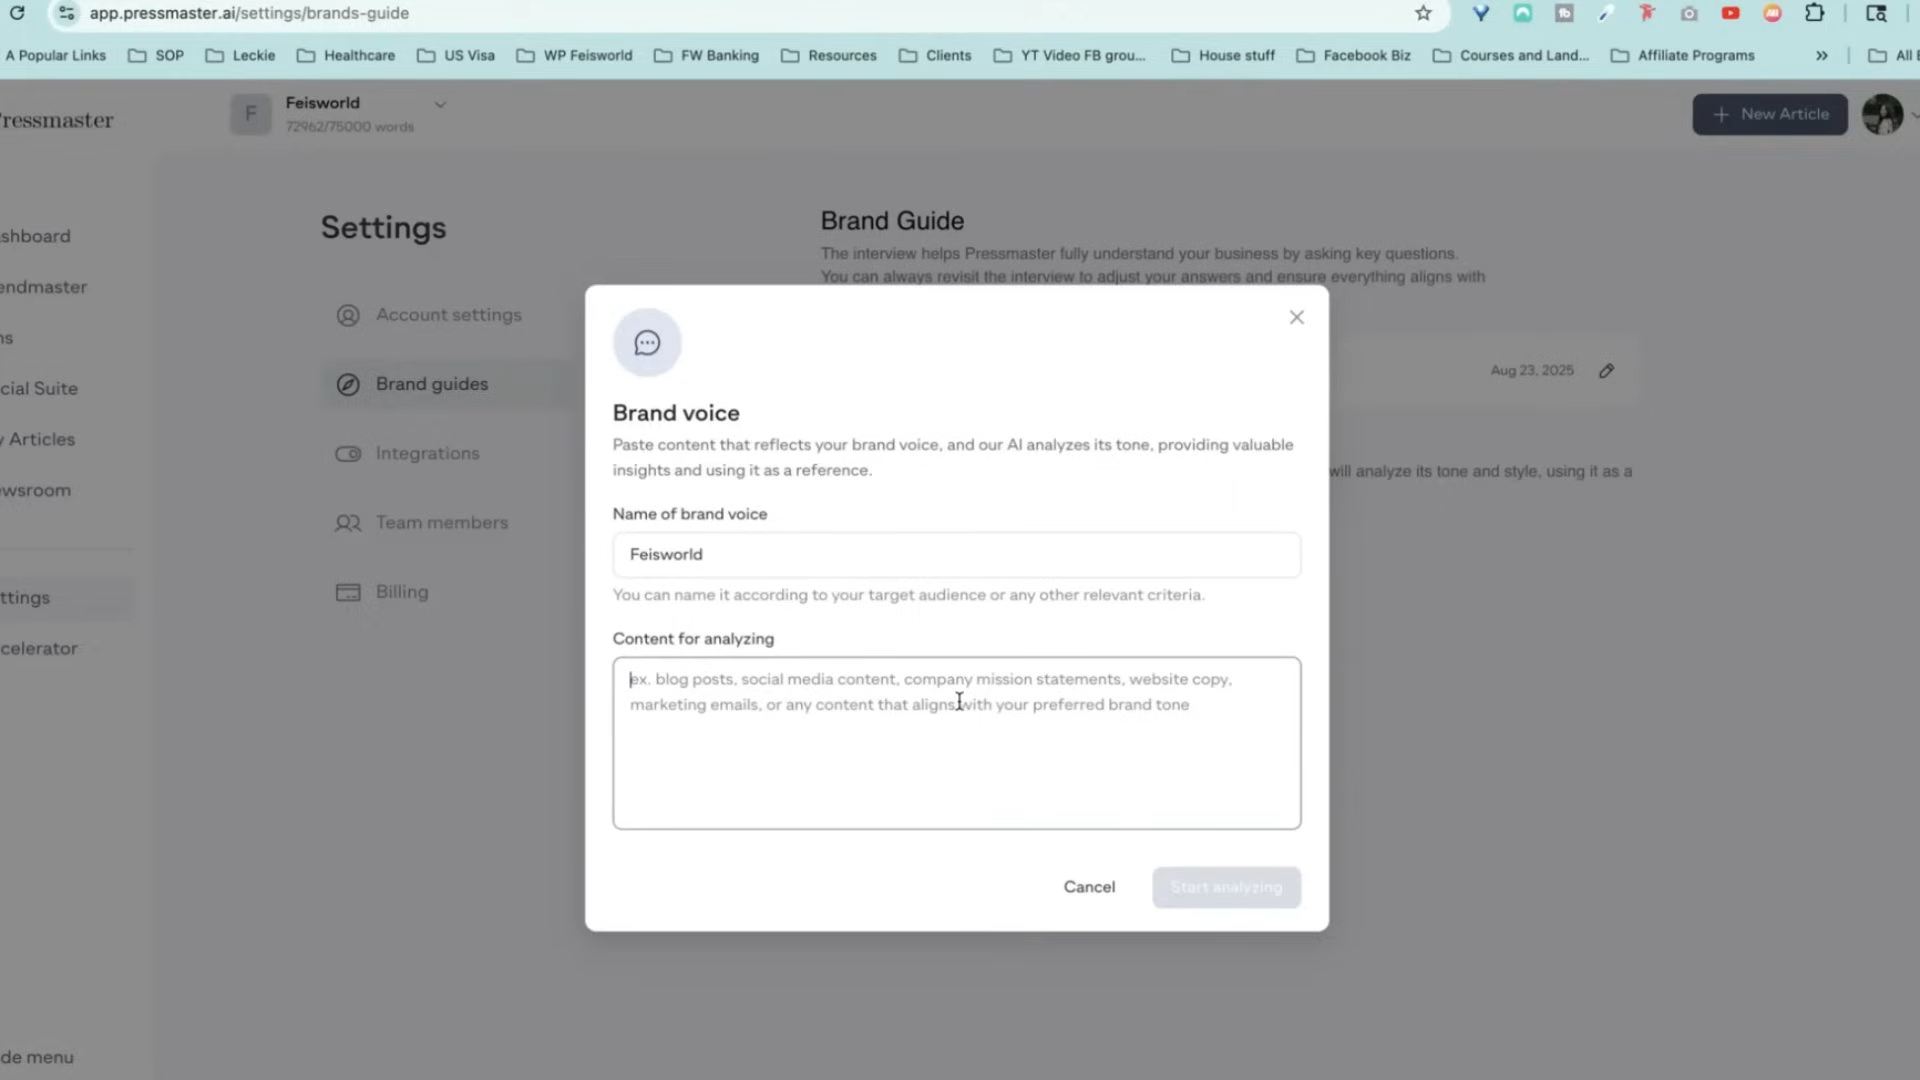 app.pressmaster.ai/settings/brands-guide
A Popular Links SOP Leckie Healthcare US Visa WP Feisworld FW Banking Resources Clients YT Video FB grou... House stuff Facebook Biz Courses and Land... Affiliate Programs » All
ressmaster
F
Feisworld
72962/75000 words
+ New Article
shboard
endmaster
ns
cial Suite
y Articles
ewsroom
ttings
celerator
de menu
Settings
Account settings
Brand guides
Integrations
Team members
Billing
Brand Guide
The interview helps Pressmaster fully understand your business by asking key questions.
You can always revisit the interview to adjust your answers and ensure everything aligns with
Aug 23, 2025
will analyze its tone and style, using it as a
Brand voice
Paste content that reflects your brand voice, and our AI analyzes its tone, providing valuable
insights and using it as a reference.
Name of brand voice
Feisworld
You can name it according to your target audience or any other relevant criteria.
Content for analyzing
ex. blog posts, social media content, company mission statements, website copy,
marketing emails, or any content that aligns with your preferred brand tone
Cancel
Start analyzing